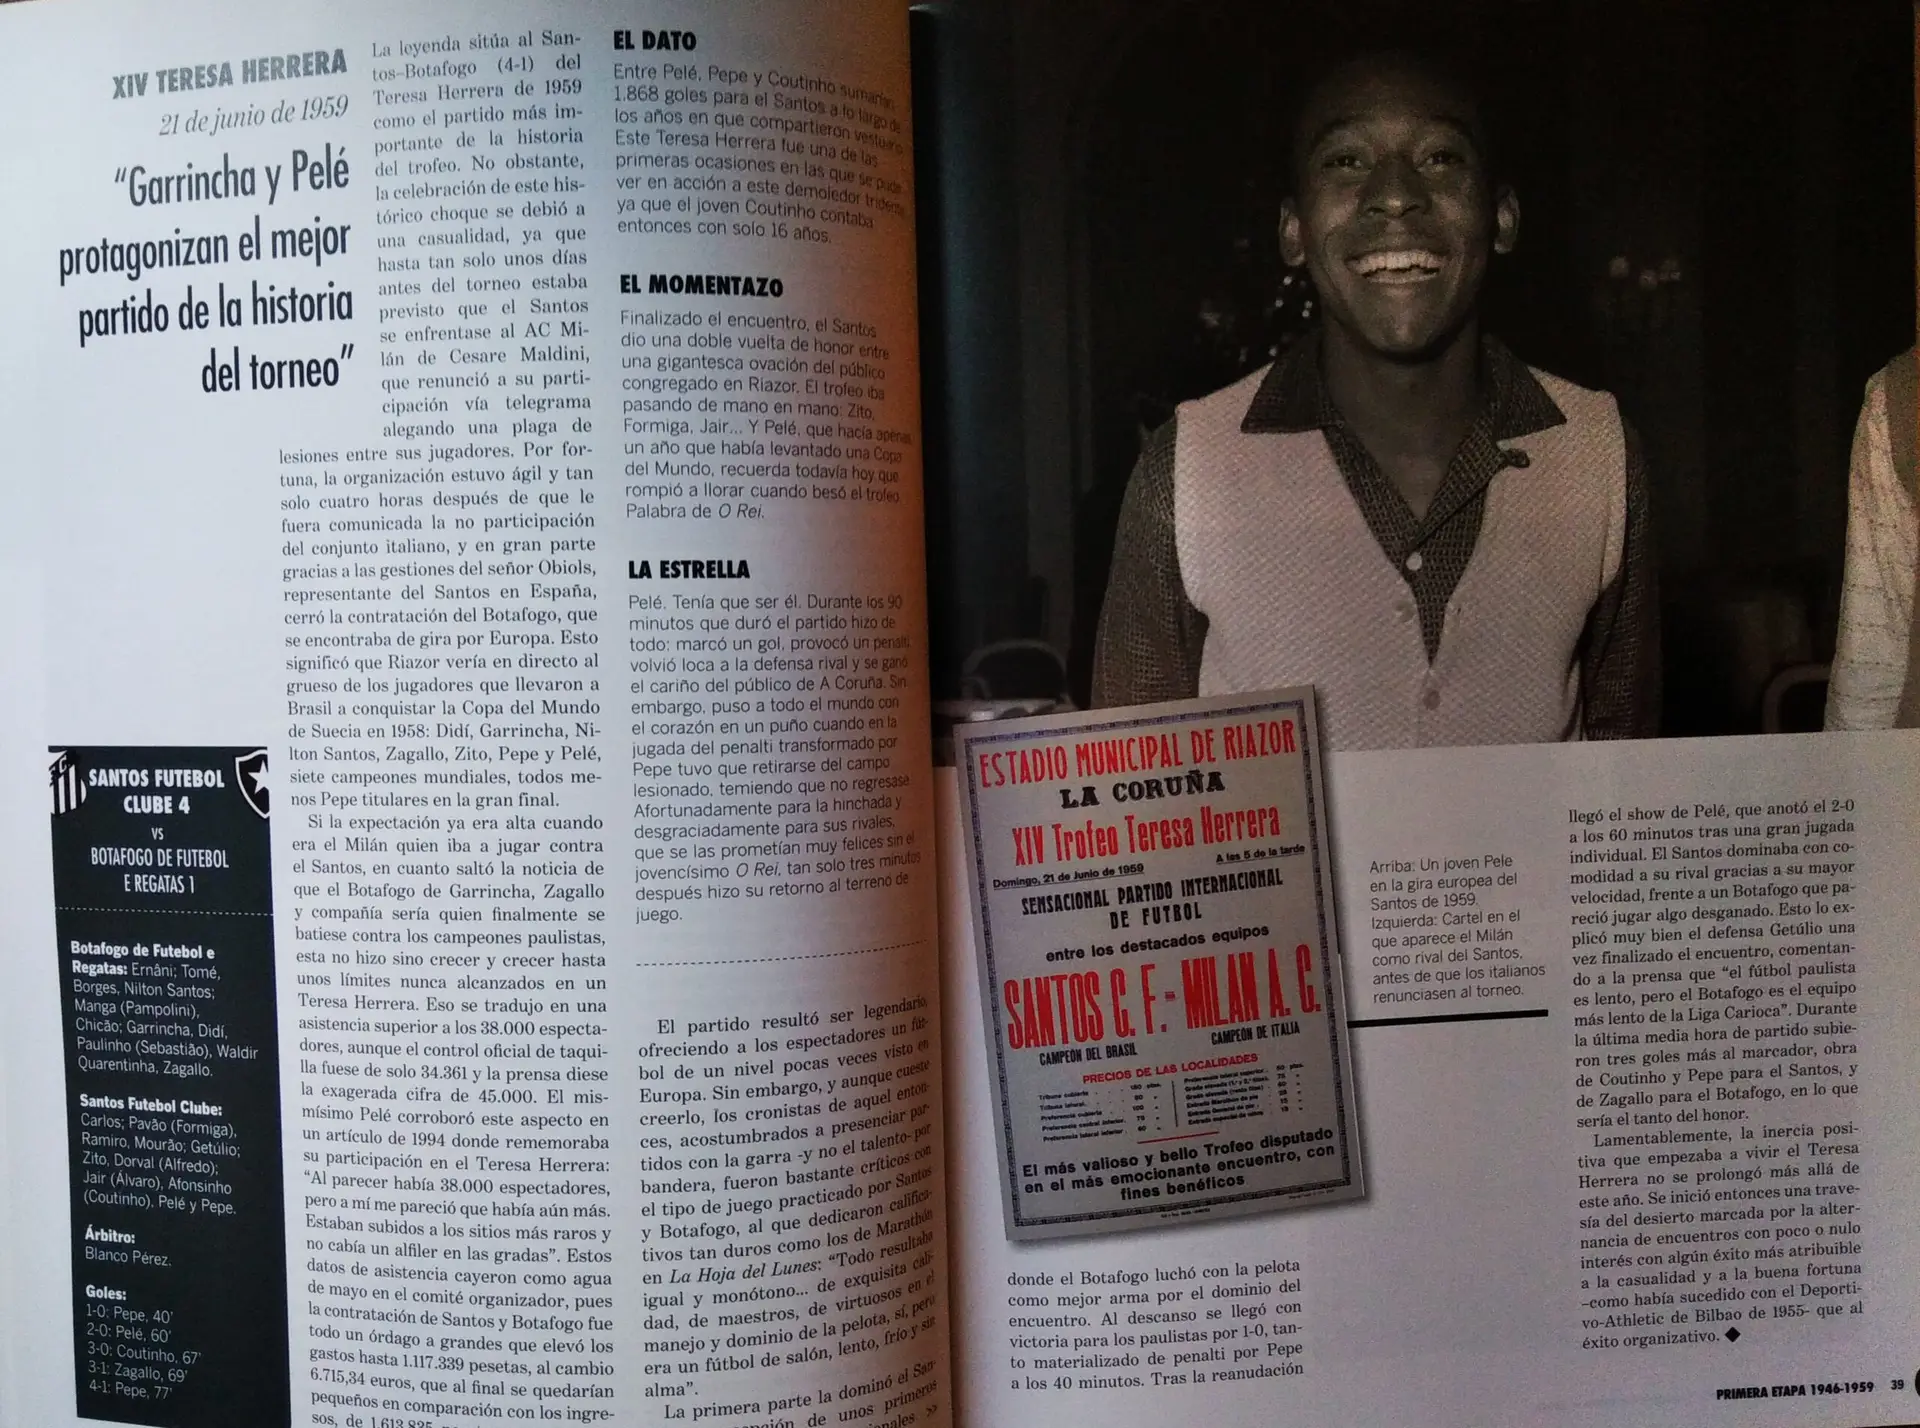 XIV TERESA HERRERA
21 de junio de 1959
“Garrincha y Pelé
protagonizan el mejor
partido de la historia
del torneo”
SANTOS FUTEBOL
CLUBE 4
VS
BOTAFOGO DE FUTEBOL
E REGATAS 1
Botafogo de Futebol e
Regatas: Ernâni; Tomé,
Borges, Nilton Santos;
Manga (Pampolini),
Chicão; Garrincha, Didí,
Paulinho (Sebastião), Waldir
Quarentinha, Zagallo.
Santos Futebol Clube:
Carlos; Pavão (Formiga),
Ramiro, Mourão; Getúlio;
Zito, Dorval (Alfredo);
Jair (Álvaro), Afonsinho
(Coutinho), Pelé y Pepe.
Árbitro:
Blanco Pérez.
Goles:
1-0: Pepe, 40’
2-0: Pelé, 60’
3-0: Coutinho, 67’
3-1: Zagallo, 69’
4-1: Pepe, 77’
La leyenda sitúa al San-
tos–Botafogo (4-1) del
Teresa Herrera de 1959
como el partido más im-
portante de la historia
del trofeo. No obstante,
la celebración de este his-
tórico choque se debió a
una casualidad, ya que
hasta tan solo unos días
antes del torneo estaba
previsto que el Santos
se enfrentase al AC Mi-
lán de Cesare Maldini,
que renunció a su parti-
cipación vía telegrama
alegando una plaga de
lesiones entre sus jugadores. Por for-
tuna, la organización estuvo ágil y tan
solo cuatro horas después de que le
fuera comunicada la no participación
del conjunto italiano, y en gran parte
gracias a las gestiones del señor Obiols,
representante del Santos en España,
cerró la contratación del Botafogo, que
se encontraba de gira por Europa. Esto
significó que Riazor vería en directo al
grueso de los jugadores que llevaron a
Brasil a conquistar la Copa del Mundo
de Suecia en 1958: Didí, Garrincha, Ni-
lton Santos, Zagallo, Zito, Pepe y Pelé,
siete campeones mundiales, todos me-
nos Pepe titulares en la gran final.
Si la expectación ya era alta cuando
era el Milán quien iba a jugar contra
el Santos, en cuanto saltó la noticia de
que el Botafogo de Garrincha, Zagallo
y compañía sería quien finalmente se
batiese contra los campeones paulistas,
esta no hizo sino crecer y crecer hasta
unos límites nunca alcanzados en un
Teresa Herrera. Eso se tradujo en una
asistencia superior a los 38.000 especta-
dores, aunque el control oficial de taqui-
lla fuese de solo 34.361 y la prensa diese
la exagerada cifra de 45.000. El mis-
mísimo Pelé corroboró este aspecto en
un artículo de 1994 donde rememoraba
su participación en el Teresa Herrera:
“Al parecer había 38.000 espectadores,
pero a mí me pareció que había aún más.
Estaban subidos a los sitios más raros y
no cabía un alfiler en las gradas”. Estos
datos de asistencia cayeron como agua
de mayo en el comité organizador, pues
la contratación de Santos y Botafogo fue
todo un órdago a grandes que elevó los
gastos hasta 1.117.339 pesetas, al cambio
6.715,34 euros, que al final se quedarían
pequeños en comparación con los ingre-
sos, de
EL DATO
Entre Pelé, Pepe y Coutinho sumarían
1.868 goles para el Santos a lo largo de
los años en que compartieron vestuario.
Este Teresa Herrera fue una de las
primeras ocasiones en las que se pudo
ver en acción a este demoledor tridente,
ya que el joven Coutinho contaba
entonces con solo 16 años.
EL MOMENTAZO
Finalizado el encuentro, el Santos
dio una doble vuelta de honor entre
una gigantesca ovación del público
congregado en Riazor. El trofeo iba
pasando de mano en mano: Zito,
Formiga, Jair... Y Pelé, que hacía apenas
un año que había levantado una Copa
del Mundo, recuerda todavía hoy que
rompió a llorar cuando besó el trofeo.
Palabra de O Rei.
LA ESTRELLA
Pelé. Tenía que ser él. Durante los 90
minutos que duró el partido hizo de
todo: marcó un gol, provocó un penalti,
volvió loca a la defensa rival y se ganó
el cariño del público de A Coruña. Sin
embargo, puso a todo el mundo con
el corazón en un puño cuando en la
jugada del penalti transformado por
Pepe tuvo que retirarse del campo
lesionado, temiendo que no regresase.
Afortunadamente para la hinchada y
desgraciadamente para sus rivales,
que se las prometían muy felices sin el
jovencísimo O Rei, tan solo tres minutos
después hizo su retorno al terreno de
juego.
El partido resultó ser legendario,
ofreciendo a los espectadores un fút-
bol de un nivel pocas veces visto en
Europa. Sin embargo, y aunque cueste
creerlo, los cronistas de aquel enton-
ces, acostumbrados a presenciar par-
tidos con la garra -y no el talento- por
bandera, fueron bastante críticos con
el tipo de juego practicado por Santos
y Botafogo, al que dedicaron califica-
tivos tan duros como los de Marathón
en La Hoja del Lunes: “Todo resultaba
igual y monótono... de exquisita cali-
dad, de maestros, de virtuosos en el
manejo y dominio de la pelota, sí, pero
era un fútbol de salón, lento, frío y sin
alma”.
La primera parte la dominó el San-
de unos primeros
»
ESTADIO MUNICIPAL DE RIAZOR
LA CORUÑA
XIV Trofeo Teresa Herrera
Domingo, 21 de Junio 1959 A las 5 de la tarde
SENSACIONAL PARTIDO INTERNACIONAL
DE FUTBOL
entre los destacados equipos
SANTOS C. F. - MILAN A. C.
CAMPEÓN DEL BRASIL CAMPEÓN DE ITALIA
PRECIOS DE LAS LOCALIDADES
El más valioso y bello Trofeo disputado
en el más emocionante encuentro, con
fines benéficos
Arriba: Un joven Pele
en la gira europea del
Santos de 1959.
Izquierda: Cartel en el
que aparece el Milán
como rival del Santos,
antes de que los italianos
renunciasen al torneo.
donde el Botafogo luchó con la pelota
como mejor arma por el dominio del
encuentro. Al descanso se llegó con
victoria para los paulistas por 1-0, tan-
to materializado de penalti por Pepe
a los 40 minutos. Tras la reanudación
llegó el show de Pelé, que anotó el 2-0
a los 60 minutos tras una gran jugada
individual. El Santos dominaba con co-
modidad a su rival gracias a su mayor
velocidad, frente a un Botafogo que pa-
reció jugar algo desganado. Esto lo ex-
plicó muy bien el defensa Getúlio una
vez finalizado el encuentro, comentan-
do a la prensa que “el fútbol paulista
es lento, pero el Botafogo es el equipo
más lento de la Liga Carioca”. Durante
la última media hora de partido subie-
ron tres goles más al marcador, obra
de Coutinho y Pepe para el Santos, y
de Zagallo para el Botafogo, en lo que
sería el tanto del honor.
Lamentablemente, la inercia posi-
tiva que empezaba a vivir el Teresa
Herrera no se prolongó más allá de
este año. Se inició entonces una trave-
sía del desierto marcada por la alter-
nancia de encuentros con poco o nulo
interés con algún éxito más atribuible
a la casualidad y a la buena fortuna
–como había sucedido con el Deporti-
vo-Athletic de Bilbao de 1955- que al
éxito organizativo. ◆
PRIMERA ETAPA 1946-1959 39